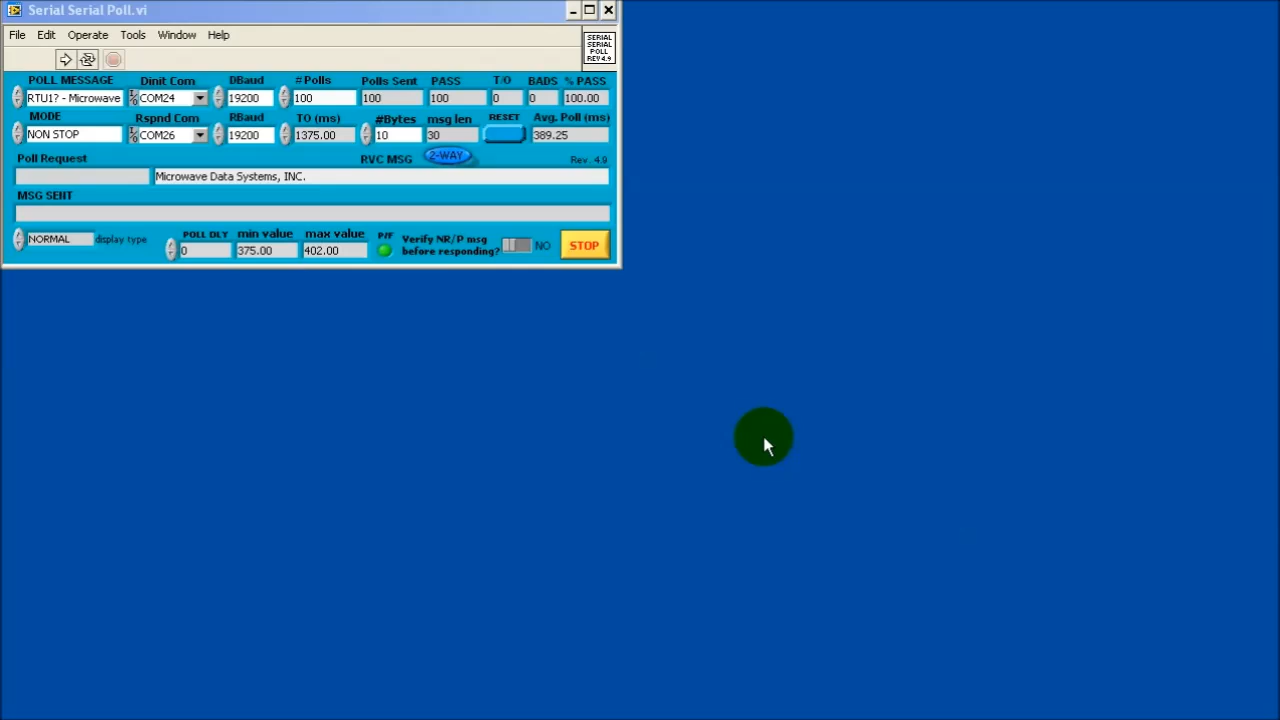 Serial Serial Poll.vi
File Edit Operate Tools Window Help
SERIAL
SERIAL
POLL
REV 4.9
POLL MESSAGE Dinit Com DBaud # Polls Polls Sent PASS T/O BADS % PASS
RTU1? - Microwave COM24 19200 100 100 100 0 0 100.00
MODE Rspnd Com RBaud TO (ms) #Bytes msg len RESET Avg. Poll (ms)
NON STOP COM26 19200 1375.00 10 30 389.25
Poll Request RVC MSG 2-WAY Rev. 4.9
Microwave Data Systems, INC.
MSG SENT
NORMAL display type
POLL DLY min value max value P/F
0 375.00 402.00
Verify NR/P msg
before responding? NO
STOP